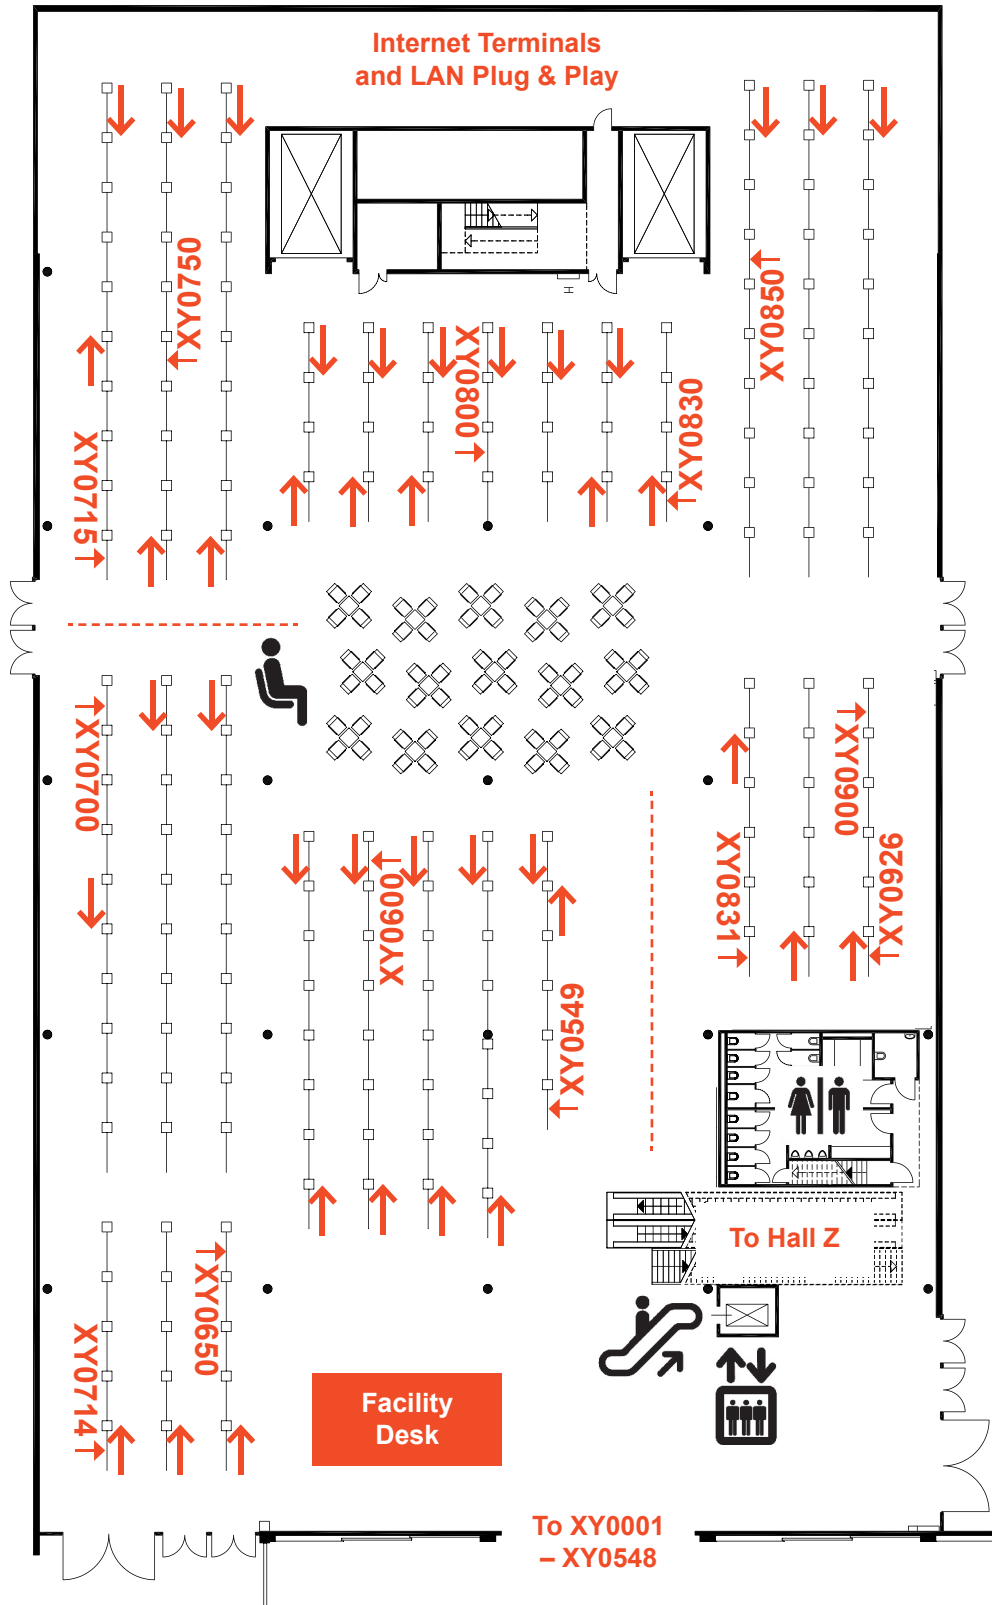 Internet Terminals
and LAN Plug & Play
XY0750
XY0850
XY0800
XY0830
XY0715
XY0700
XY0600
XY0831
XY0926
XY0600
XY0549
To Hall Z
XY0650
XY0714
Facility
Desk
To XY0001
– XY0548